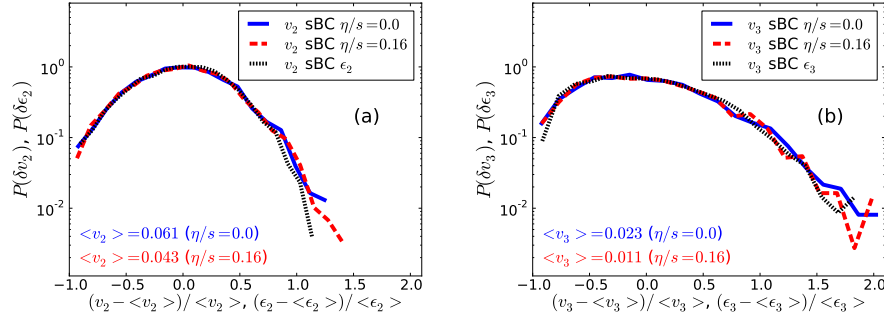 v₂ sBC η/s=0.0
v₂ sBC η/s=0.16
v₂ sBC ϵ₂
(a)
P(δv₂), P(δϵ₂)
10⁰
10⁻¹
10⁻²
<v₂>=0.061 (η/s=0.0)
<v₂>=0.043 (η/s=0.16)
−1.0 −0.5 0.0 0.5 1.0 1.5 2.0
(v₂−<v₂>)/<v₂>, (ϵ₂−<ϵ₂>)/<ϵ₂>
v₃ sBC η/s=0.0
v₃ sBC η/s=0.16
v₃ sBC ϵ₃
(b)
P(δv₃), P(δϵ₃)
10⁰
10⁻¹
10⁻²
<v₃>=0.023 (η/s=0.0)
<v₃>=0.011 (η/s=0.16)
−1.0 −0.5 0.0 0.5 1.0 1.5 2.0
(v₃−<v₃>)/<v₃>, (ϵ₃−<ϵ₃>)/<ϵ₃>